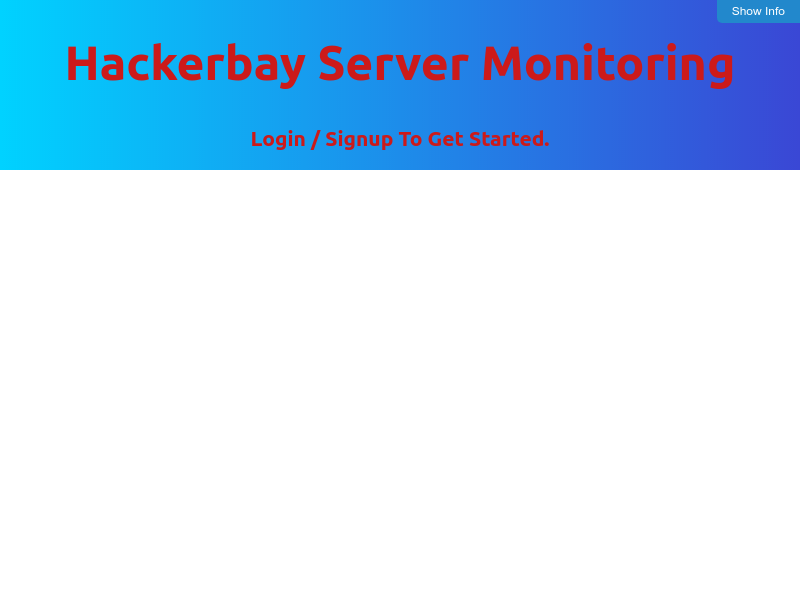 Show Info
Hackerbay Server Monitoring
Login / Signup To Get Started.